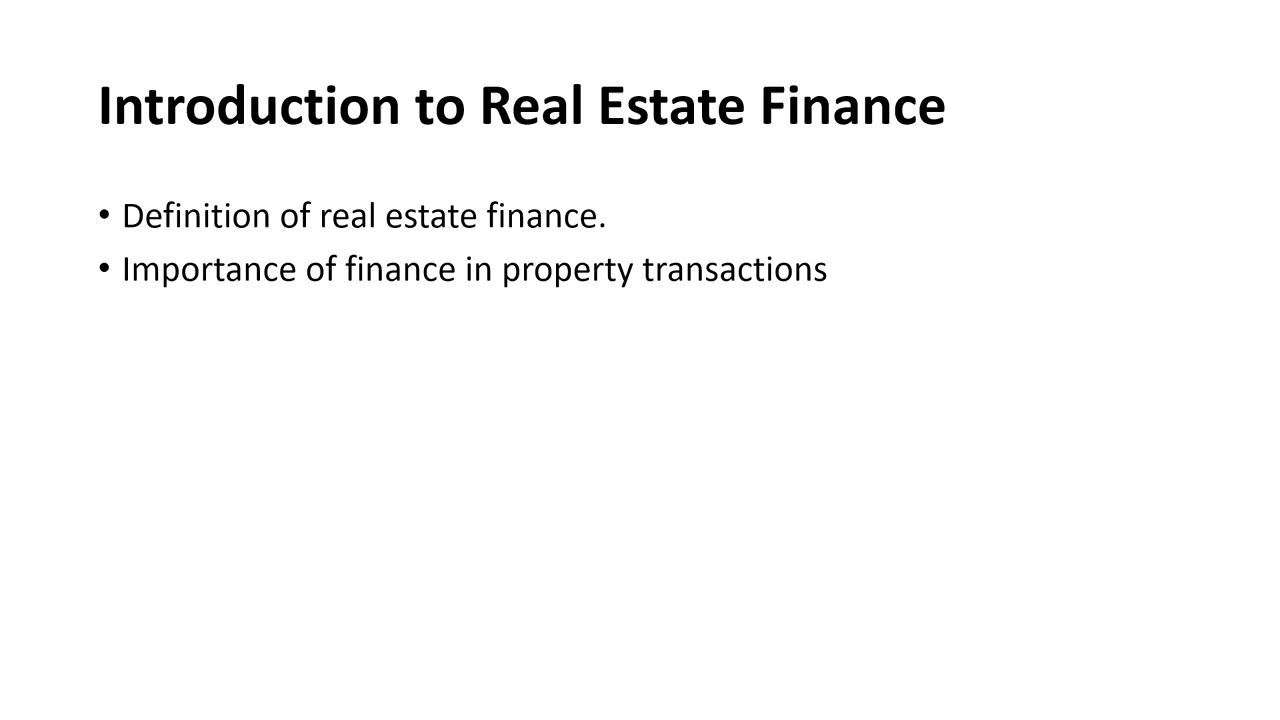 Introduction to Real Estate Finance
• Definition of real estate finance.
• Importance of finance in property transactions